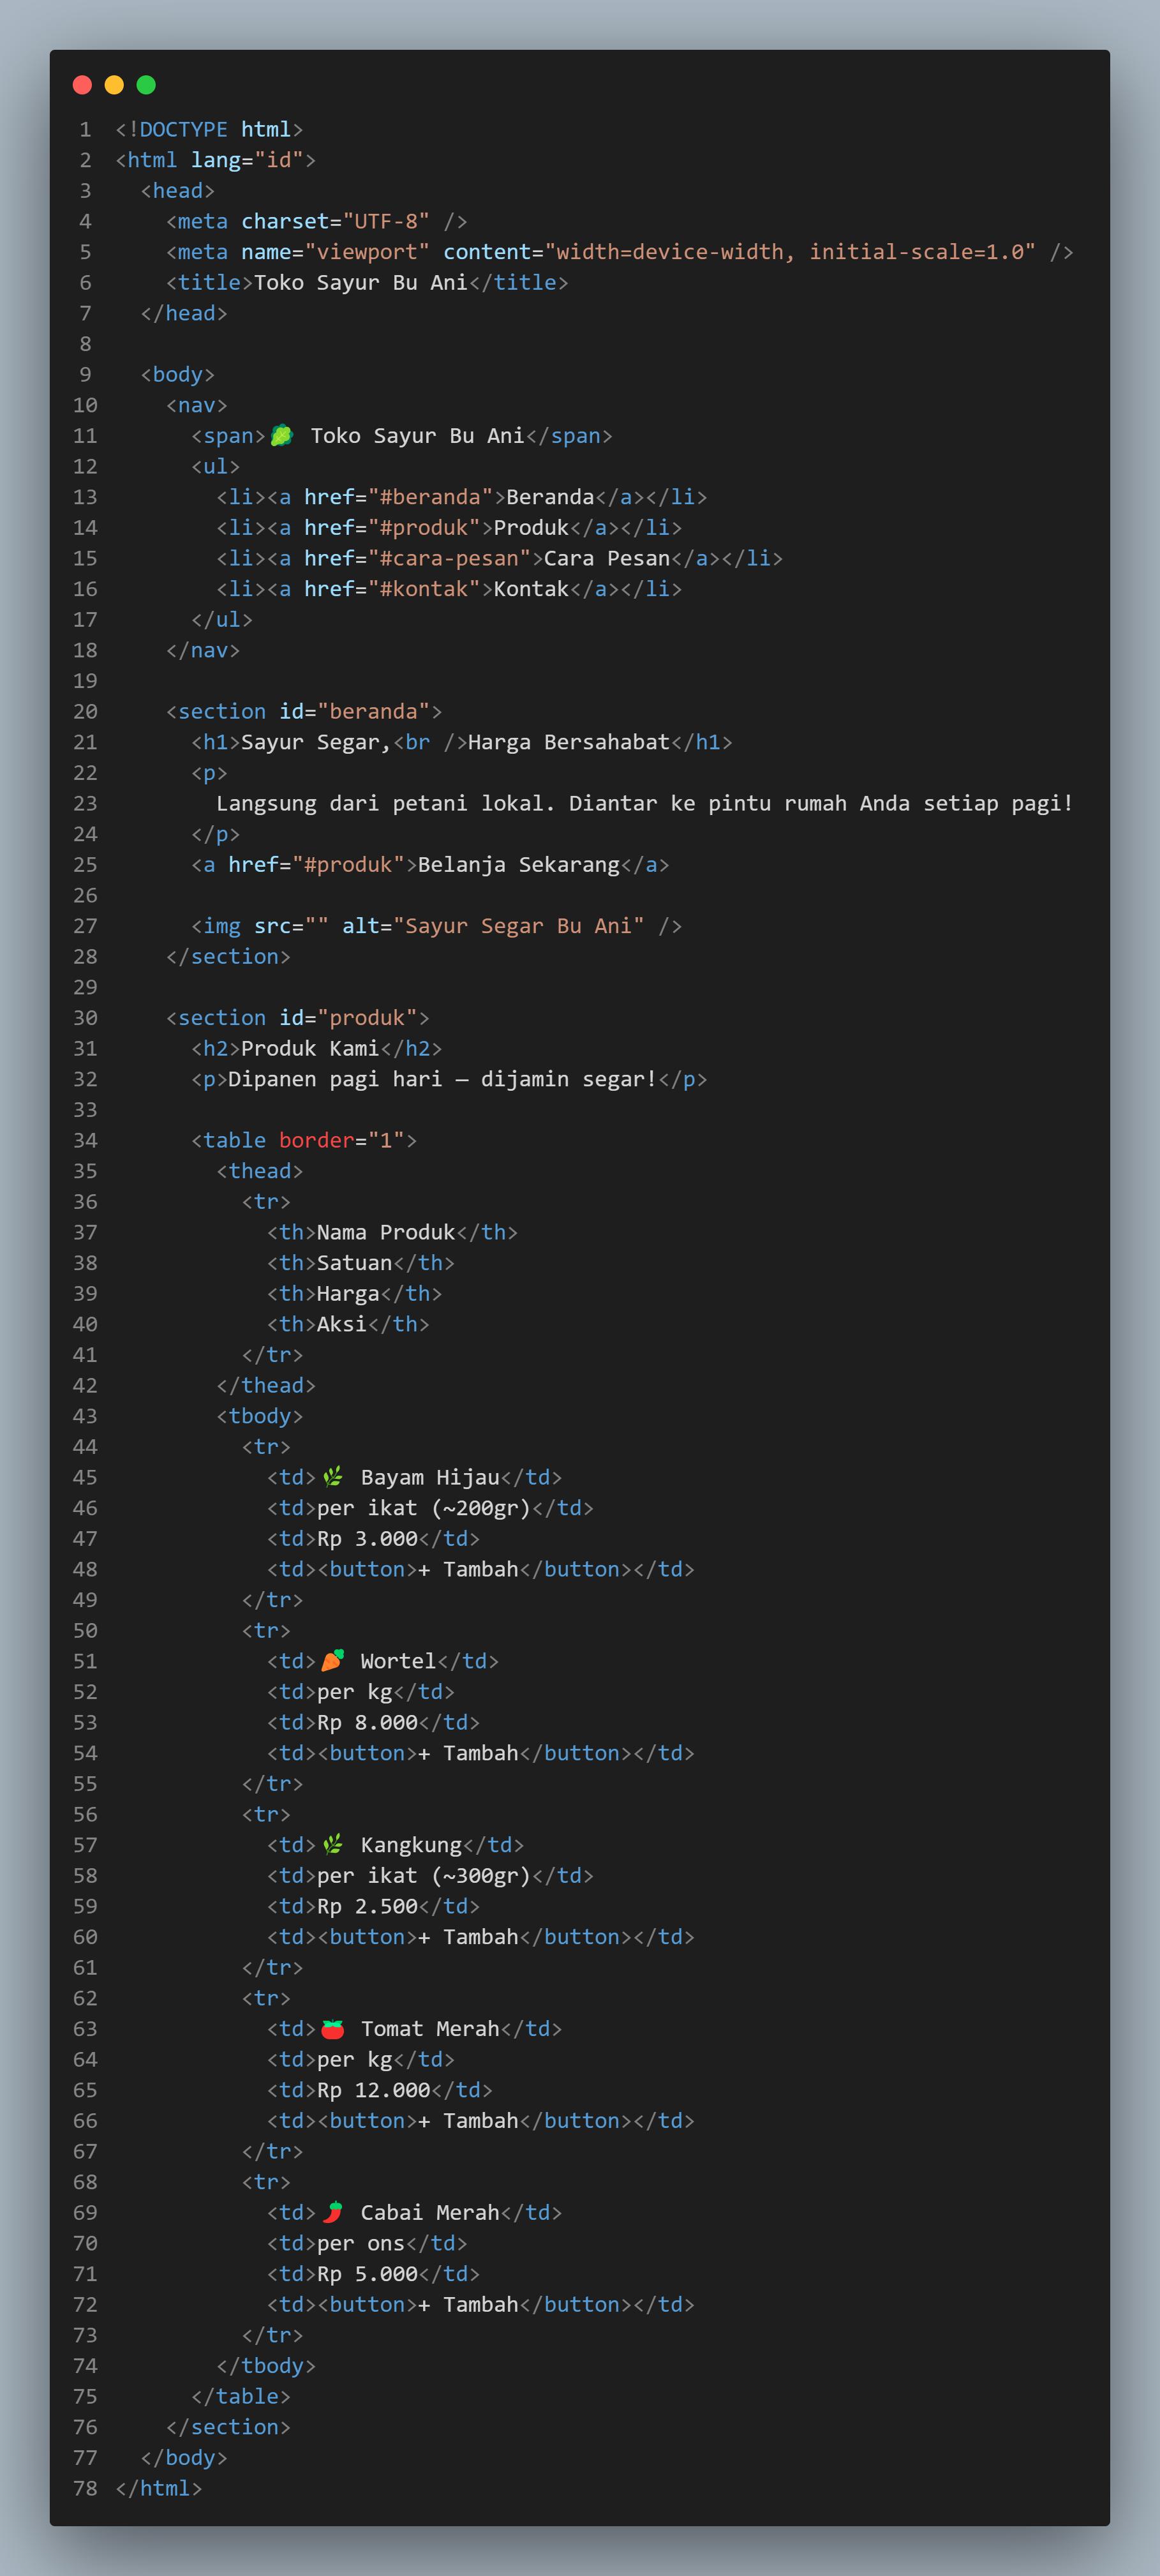 1 <!DOCTYPE html>
2 <html lang="id">
3   <head>
4     <meta charset="UTF-8" />
5     <meta name="viewport" content="width=device-width, initial-scale=1.0" />
6     <title>Toko Sayur Bu Ani</title>
7   </head>
8
9   <body>
10     <nav>
11       <span>🥬 Toko Sayur Bu Ani</span>
12       <ul>
13         <li><a href="#beranda">Beranda</a></li>
14         <li><a href="#produk">Produk</a></li>
15         <li><a href="#cara-pesan">Cara Pesan</a></li>
16         <li><a href="#kontak">Kontak</a></li>
17       </ul>
18     </nav>
19
20     <section id="beranda">
21       <h1>Sayur Segar,<br />Harga Bersahabat</h1>
22       <p>
23         Langsung dari petani lokal. Diantar ke pintu rumah Anda setiap pagi!
24       </p>
25       <a href="#produk">Belanja Sekarang</a>
26
27       <img src="" alt="Sayur Segar Bu Ani" />
28     </section>
29
30     <section id="produk">
31       <h2>Produk Kami</h2>
32       <p>Dipanen pagi hari — dijamin segar!</p>
33
34       <table border="1">
35         <thead>
36           <tr>
37             <th>Nama Produk</th>
38             <th>Satuan</th>
39             <th>Harga</th>
40             <th>Aksi</th>
41           </tr>
42         </thead>
43         <tbody>
44           <tr>
45             <td>🌿 Bayam Hijau</td>
46             <td>per ikat (~200gr)</td>
47             <td>Rp 3.000</td>
48             <td><button>+ Tambah</button></td>
49           </tr>
50           <tr>
51             <td>🥕 Wortel</td>
52             <td>per kg</td>
53             <td>Rp 8.000</td>
54             <td><button>+ Tambah</button></td>
55           </tr>
56           <tr>
57             <td>🌿 Kangkung</td>
58             <td>per ikat (~300gr)</td>
59             <td>Rp 2.500</td>
60             <td><button>+ Tambah</button></td>
61           </tr>
62           <tr>
63             <td>🍅 Tomat Merah</td>
64             <td>per kg</td>
65             <td>Rp 12.000</td>
66             <td><button>+ Tambah</button></td>
67           </tr>
68           <tr>
69             <td>🌶️ Cabai Merah</td>
70             <td>per ons</td>
71             <td>Rp 5.000</td>
72             <td><button>+ Tambah</button></td>
73           </tr>
74         </tbody>
75       </table>
76     </section>
77   </body>
78 </html>